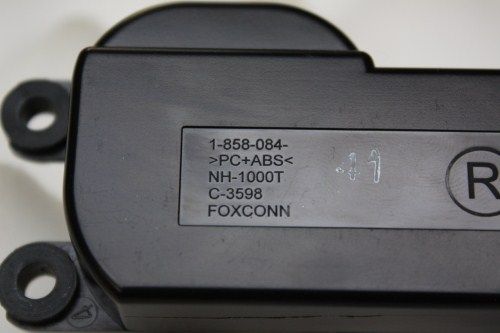 1-858-084-
>PC+ABS<
NH-1000T
C-3598
FOXCONN
R